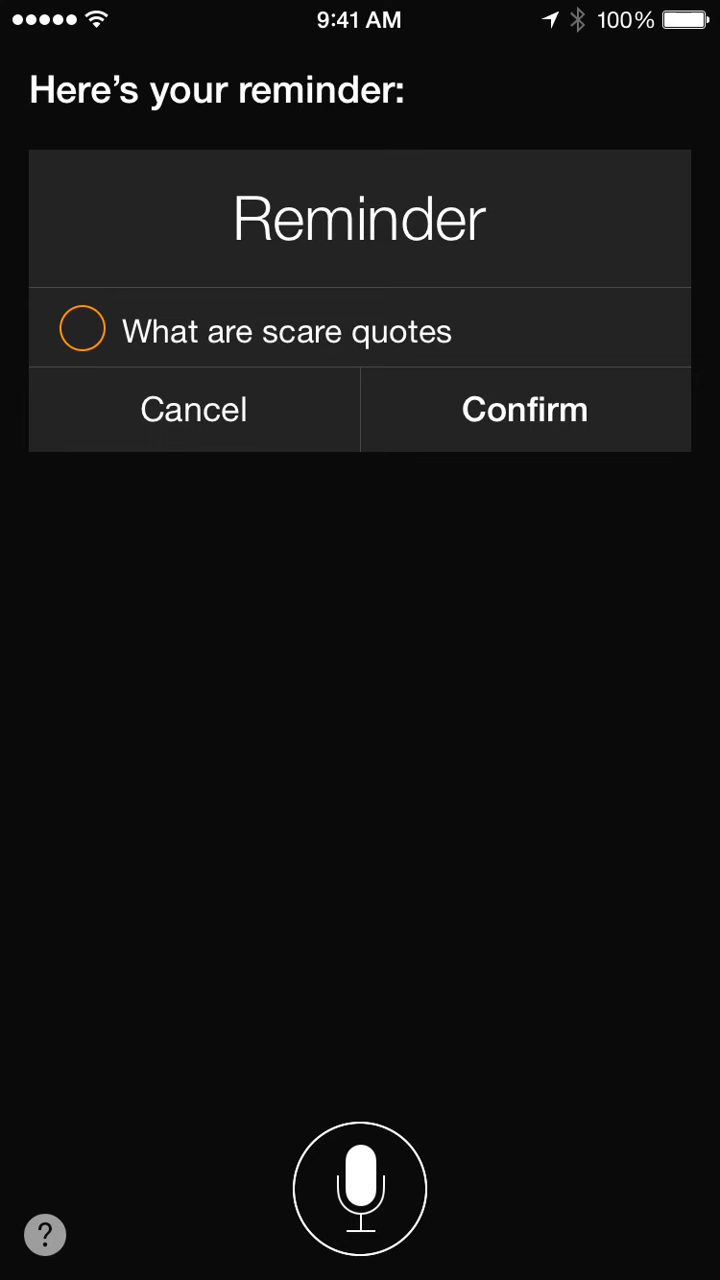 9:41 AM
100%
Here’s your reminder:
Reminder
What are scare quotes
Cancel
Confirm
?